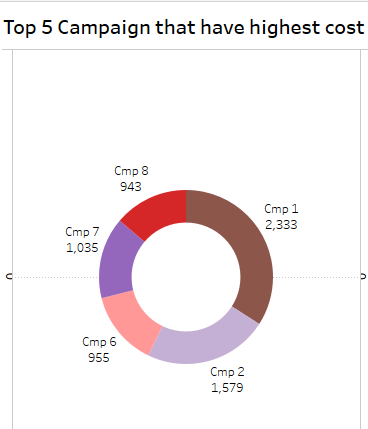 Top 5 Campaign that have highest cost
Cmp 8
943
Cmp 1
2,333
Cmp 7
1,035
Cmp 6
955
Cmp 2
1,579